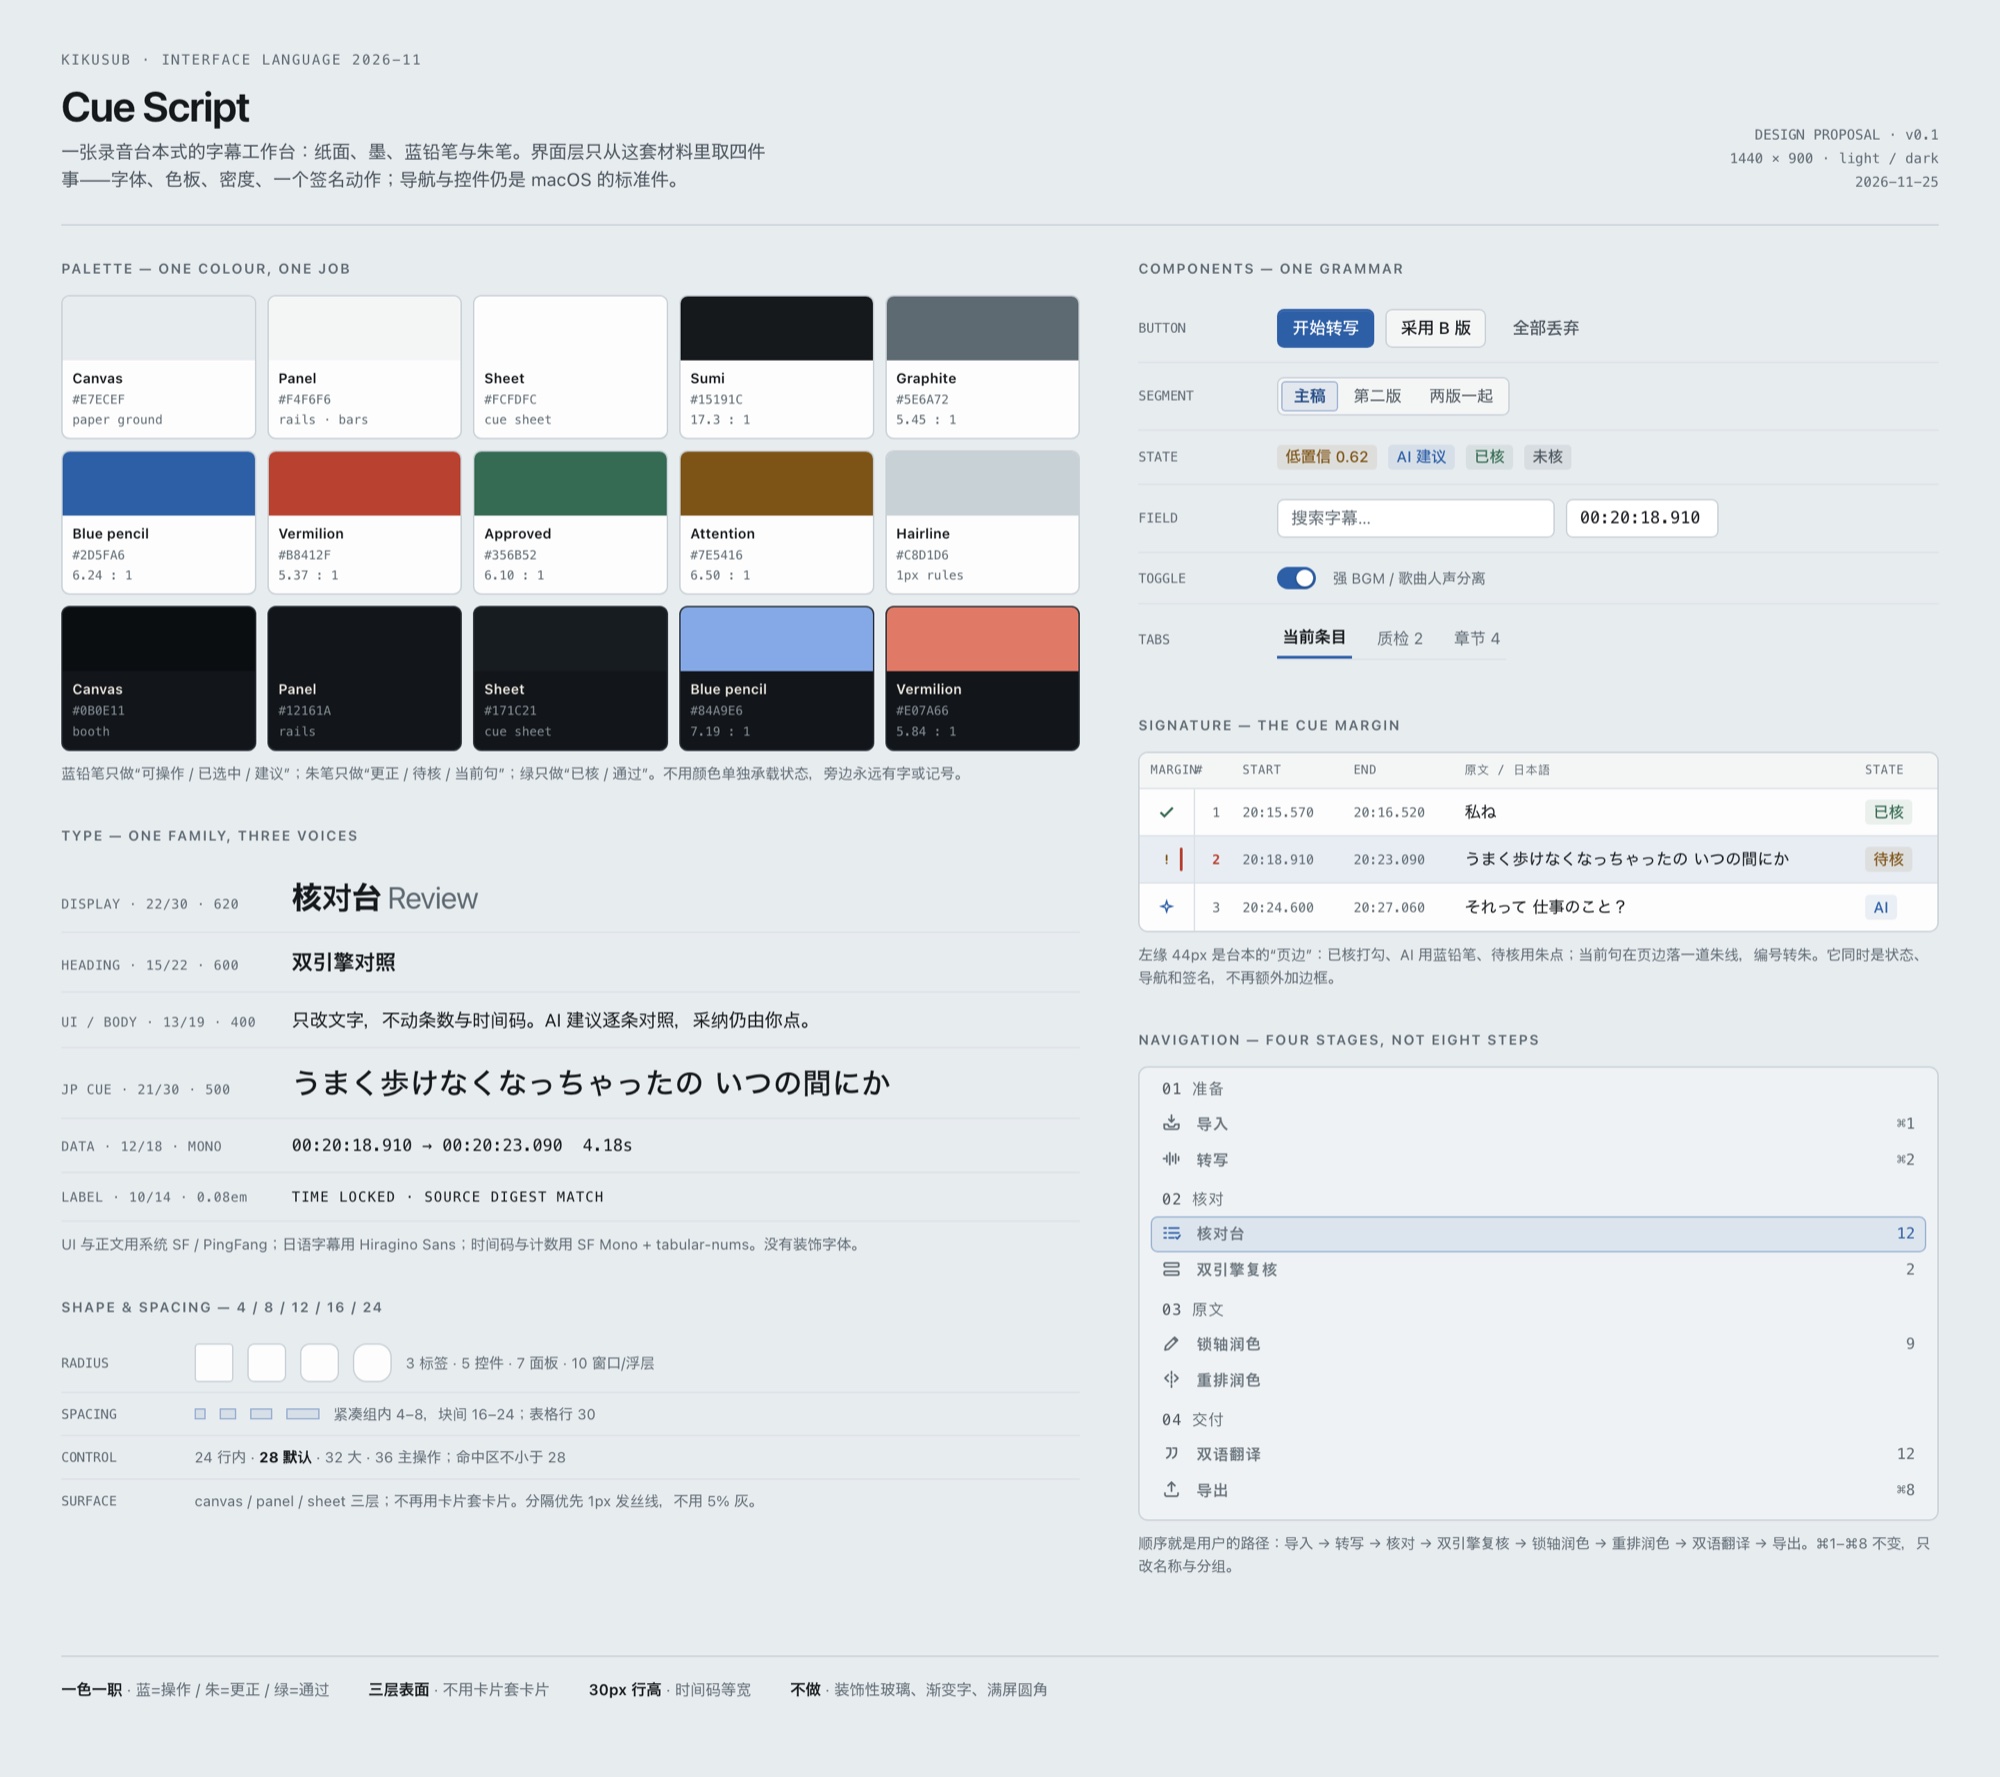 KIKUSUB · INTERFACE LANGUAGE 2026-11
Cue Script
一张录音台本式的字幕工作台：纸面、墨、蓝铅笔与朱笔。界面层只从这套材料里取四件
事——字体、色板、密度、一个签名动作；导航与控件仍是 macOS 的标准件。
DESIGN PROPOSAL · v0.1
1440 × 900 · light / dark
2026-11-25
PALETTE — ONE COLOUR, ONE JOB
Canvas
#E7ECEF
paper ground
Panel
#F4F6F6
rails · bars
Sheet
#FCFDFC
cue sheet
Sumi
#15191C
17.3 : 1
Graphite
#5E6A72
5.45 : 1
Blue pencil
#2D5FA6
6.24 : 1
Vermilion
#B8412F
5.37 : 1
Approved
#356B52
6.10 : 1
Attention
#7E5416
6.50 : 1
Hairline
#C8D1D6
1px rules
Canvas
#0B0E11
booth
Panel
#12161A
rails
Sheet
#171C21
cue sheet
Blue pencil
#84A9E6
7.19 : 1
Vermilion
#E07A66
5.84 : 1
蓝铅笔只做“可操作 / 已选中 / 建议”；朱笔只做“更正 / 待核 / 当前句”；绿只做“已核 / 通过”。不用颜色单独承载状态，旁边永远有字或记号。
TYPE — ONE FAMILY, THREE VOICES
DISPLAY · 22/30 · 620 核对台 Review
HEADING · 15/22 · 600 双引擎对照
UI / BODY · 13/19 · 400 只改文字，不动条数与时间码。AI 建议逐条对照，采纳仍由你点。
JP CUE · 21/30 · 500 うまく歩けなくなっちゃったの いつの間にか
DATA · 12/18 · MONO 00:20:18.910 → 00:20:23.090 4.18s
LABEL · 10/14 · 0.08em TIME LOCKED · SOURCE DIGEST MATCH
UI 与正文用系统 SF / PingFang；日语字幕用 Hiragino Sans；时间码与计数用 SF Mono + tabular-nums。没有装饰字体。
SHAPE & SPACING — 4 / 8 / 12 / 16 / 24
RADIUS 3 标签 · 5 控件 · 7 面板 · 10 窗口/浮层
SPACING 紧凑组内 4–8，块间 16–24；表格行 30
CONTROL 24 行内 · 28 默认 · 32 大 · 36 主操作；命中区不小于 28
SURFACE canvas / panel / sheet 三层；不再用卡片套卡片。分隔优先 1px 发丝线，不用 5% 灰。
COMPONENTS — ONE GRAMMAR
BUTTON 开始转写 采用 B 版 全部丢弃
SEGMENT 主稿 第二版 两版一起
STATE 低置信 0.62 AI 建议 已核 未核
FIELD 搜索字幕... 00:20:18.910
TOGGLE 强 BGM / 歌曲人声分离
TABS 当前条目 质检 2 章节 4
SIGNATURE — THE CUE MARGIN
MARGIN# START END 原文 / 日本語 STATE
1 20:15.570 20:16.520 私ね 已核
! 2 20:18.910 20:23.090 うまく歩けなくなっちゃったの いつの間にか 待核
3 20:24.600 20:27.060 それって 仕事のこと？ AI
左缘 44px 是台本的“页边”：已核打勾、AI 用蓝铅笔、待核用朱点；当前句在页边落一道朱线，编号转朱。它同时是状态、
导航和签名，不再额外加边框。
NAVIGATION — FOUR STAGES, NOT EIGHT STEPS
01 准备
导入 ⌘1
转写 ⌘2
02 核对
核对台 12
双引擎复核 2
03 原文
锁轴润色 9
重排润色
04 交付
双语翻译 12
导出 ⌘8
顺序就是用户的路径：导入 → 转写 → 核对 → 双引擎复核 → 锁轴润色 → 重排润色 → 双语翻译 → 导出。⌘1–⌘8 不变，只
改名称与分组。
一色一职 · 蓝=操作 / 朱=更正 / 绿=通过 三层表面 · 不用卡片套卡片 30px 行高 · 时间码等宽 不做 · 装饰性玻璃、渐变字、满屏圆角